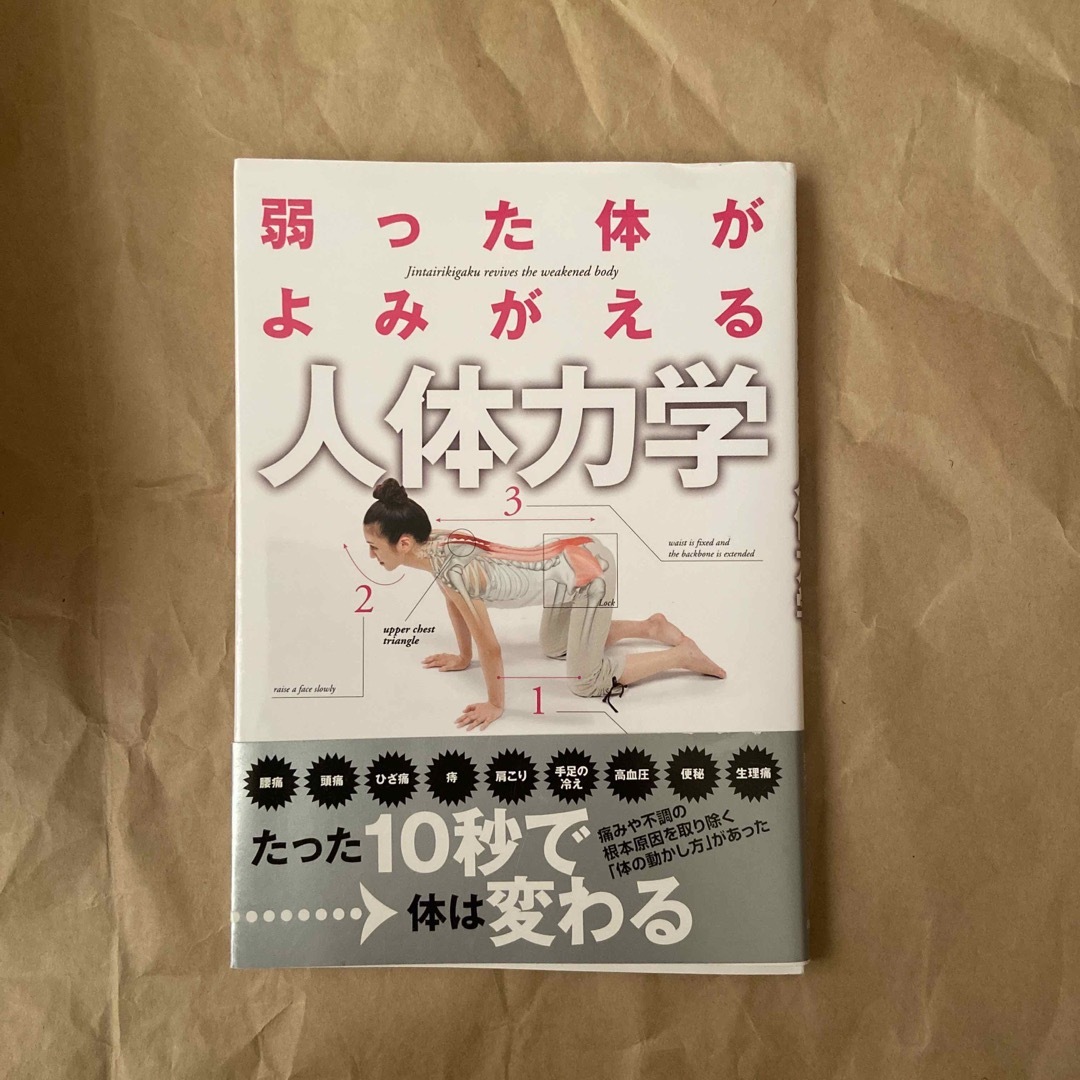 弱った体が
Jintairikigaku revives the weakened body
よみがえる
人体力学
3
waist is fixed and
the backbone is extended
2
Lock
upper chest
triangle
raise a face slowly
1
腰痛
頭痛
ひざ痛
痔
肩こり
手足の
冷え
高血圧
便秘
生理痛
たった10秒で
痛みや不調の
根本原因を取り除く
「体の動かし方」があった
体は変わる